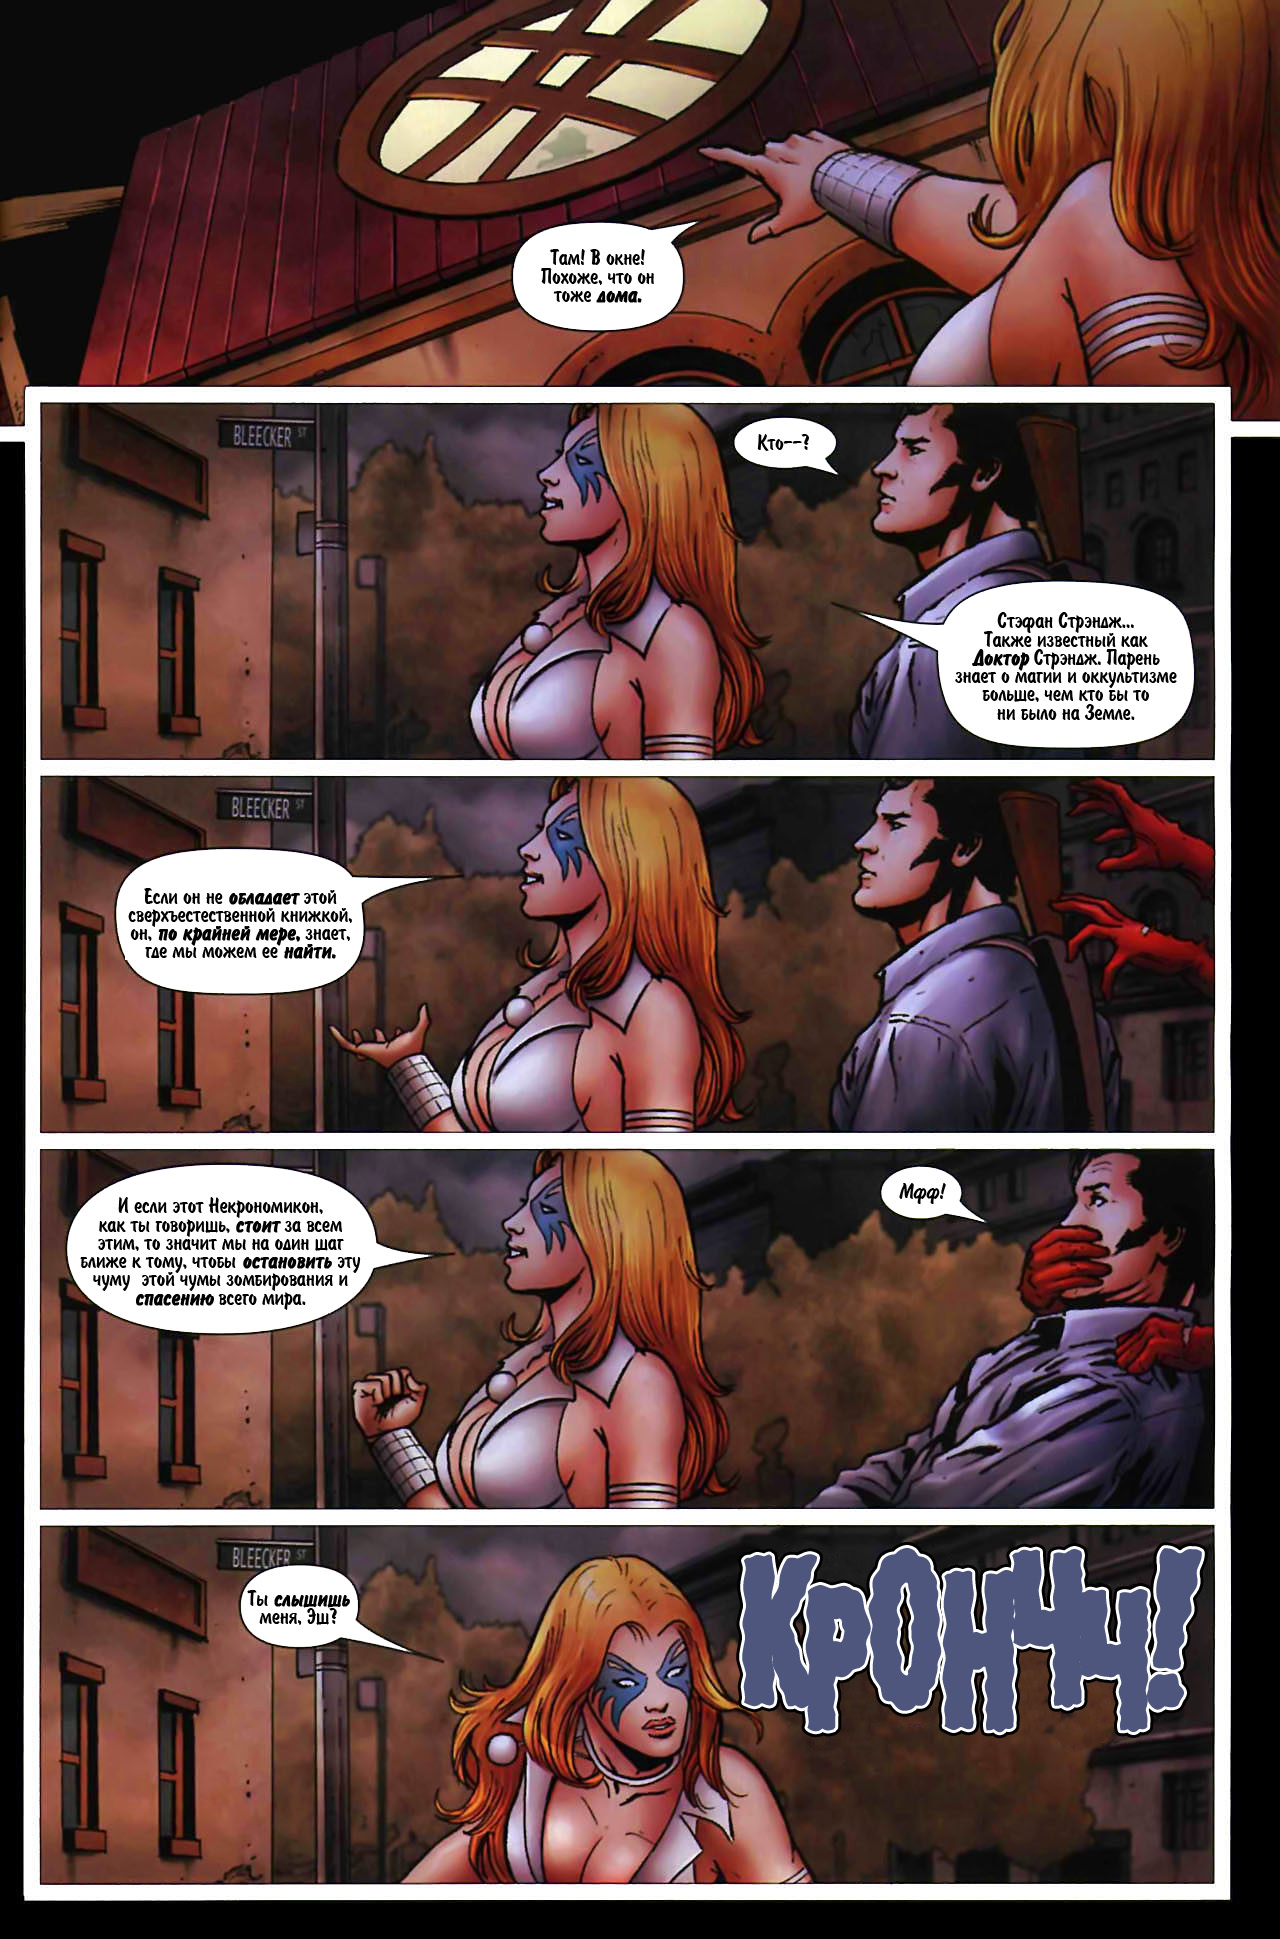 Там! В окне!
Похоже, что он
тоже дома.
BLEECKER ST
Кто--?
Стэфан Стрэндж...
Также известный как
Доктор Стрэндж. Парень
знает о магии и оккультизме
больше, чем кто бы то
ни было на Земле.
BLEECKER ST
Если он не обладает этой
сверхъестественной книжкой,
он, по крайней мере, знает,
где мы можем ее найти.
И если этот Некрономикон,
как ты говоришь, стоит за всем
этим, то значит мы на один шаг
ближе к тому, чтобы остановить эту
чуму этой чумы зомбирования и
спасению всего мира.
Мфф!
BLEECKER ST
Ты слышишь
меня, Эш?
КРОНЧЧ!